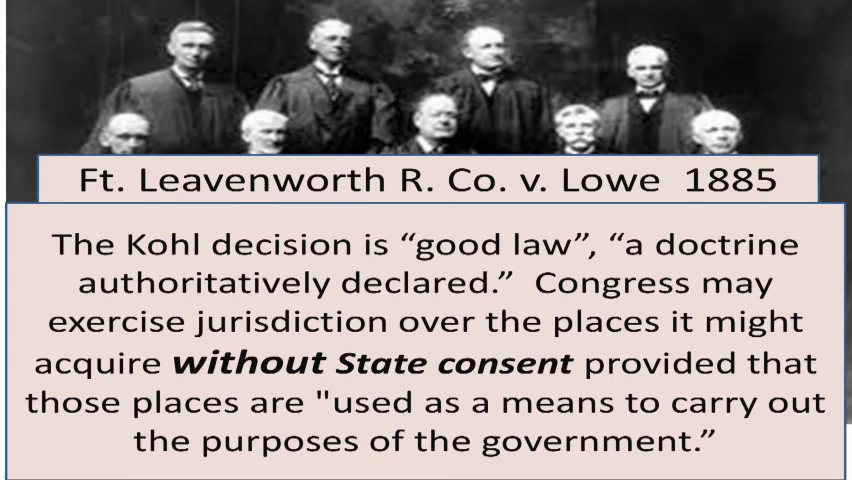 Ft. Leavenworth R. Co. v. Lowe  1885
The Kohl decision is “good law”, “a doctrine
authoritatively declared.”  Congress may
exercise jurisdiction over the places it might
acquire without State consent provided that
those places are "used as a means to carry out
the purposes of the government.”